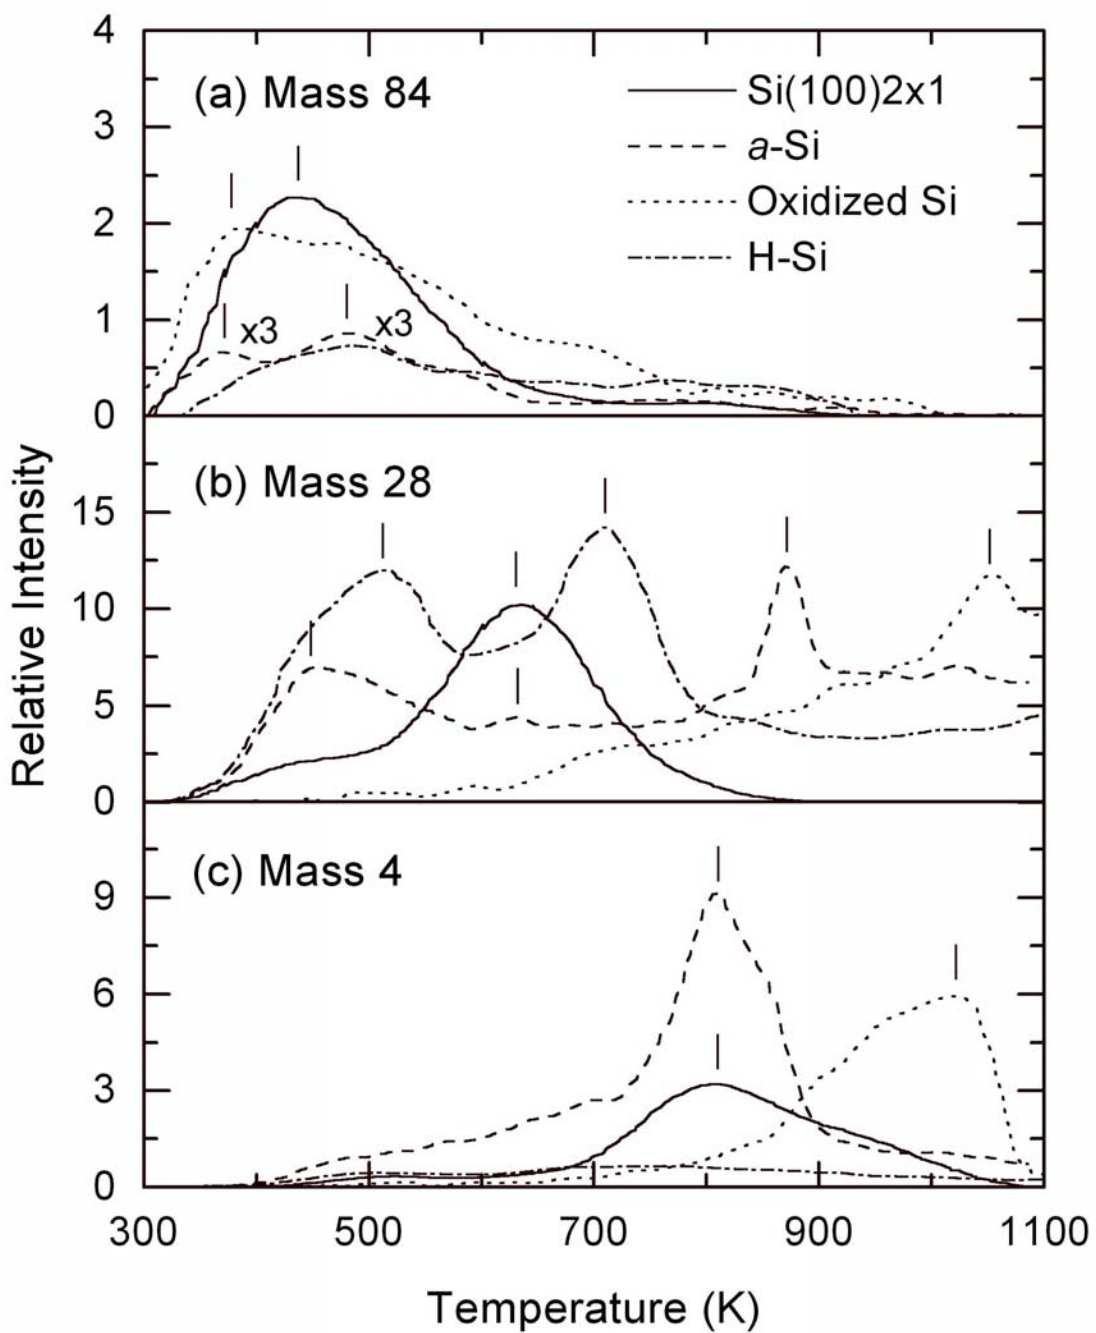 4
(a) Mass 84
Si(100)2x1
3
a-Si
Oxidized Si
2
H-Si
1
x3
x3
0
(b) Mass 28
15
10
5
0
(c) Mass 4
9
6
3
0
300
500
700
900
1100
Relative Intensity
Temperature (K)